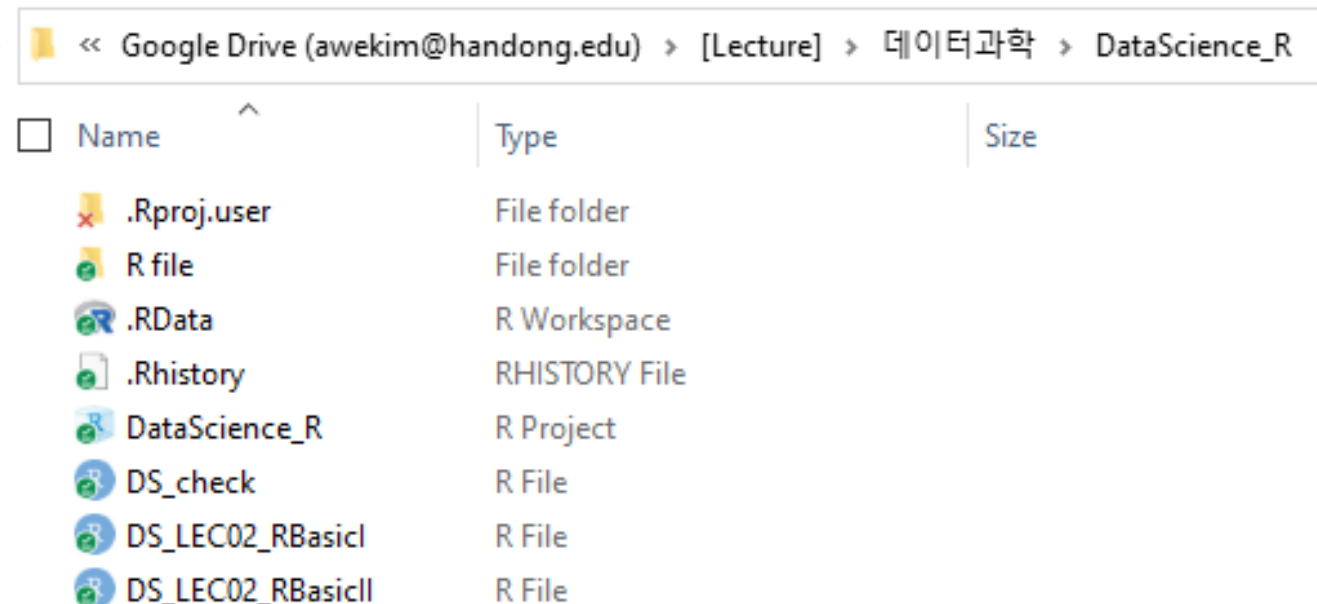 « Google Drive (awekim@handong.edu) > [Lecture] > 데이터과학 > DataScience_R
Name Type Size
.Rproj.user File folder
R file File folder
.RData R Workspace
.Rhistory RHISTORY File
DataScience_R R Project
DS_check R File
DS_LEC02_RBasicI R File
DS_LEC02_RBasicII R File